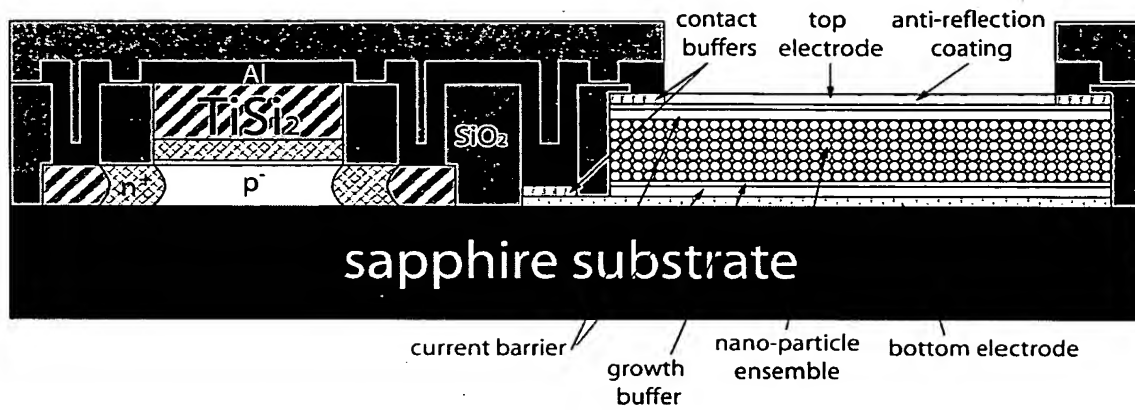 contact
buffers
top
electrode
anti-reflection
coating
Al
TiSi2
SiO2
n+
p-
sapphire substrate
current barrier
growth
buffer
nano-particle
ensemble
bottom electrode